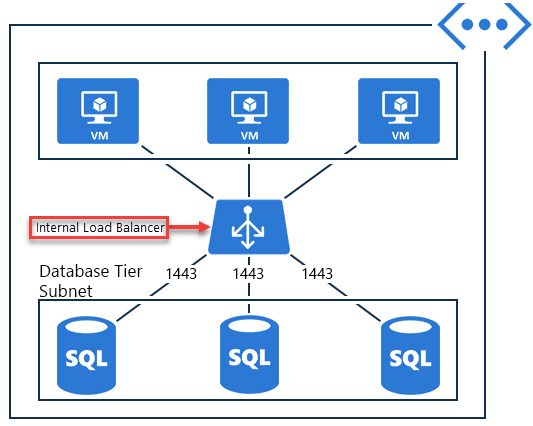 VM
VM
VM
Internal Load Balancer
Database Tier
Subnet
1443
1443
1443
SQL
SQL
SQL